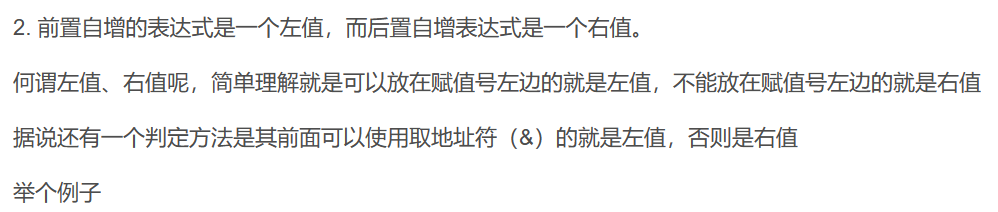 2. 前置自增的表达式是一个左值，而后置自增表达式是一个右值。
何谓左值、右值呢，简单理解就是可以放在赋值号左边的就是左值，不能放在赋值号左边的就是右值
据说还有一个判定方法是其前面可以使用取地址符（&）的就是左值，否则是右值
举个例子